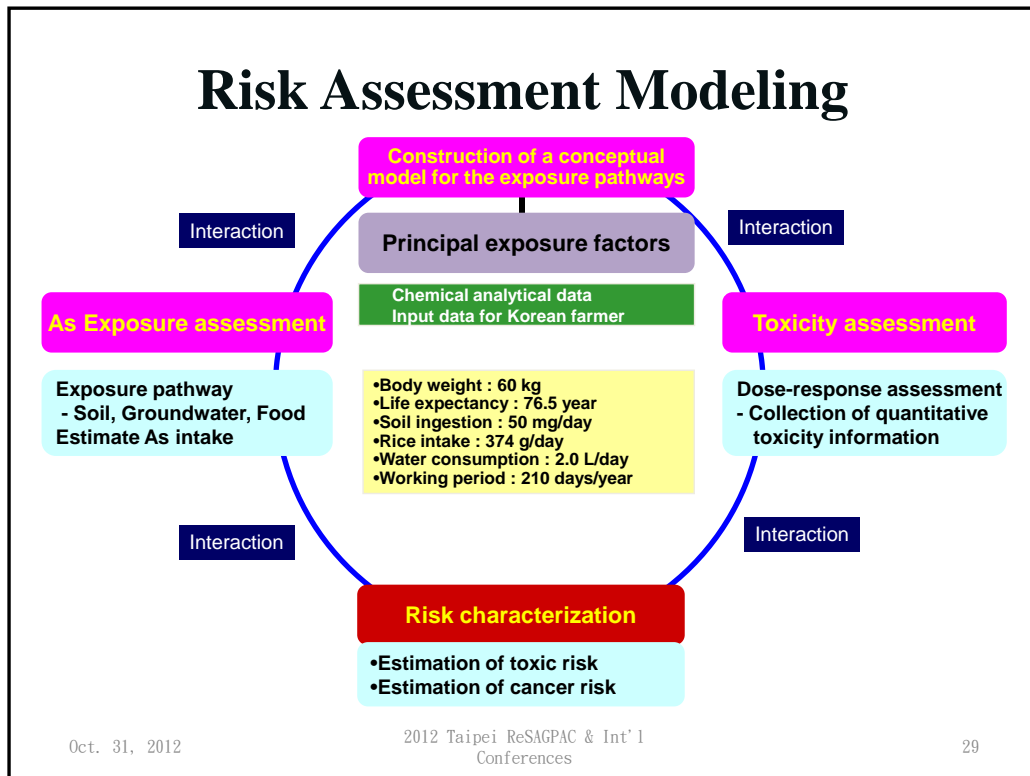 Risk Assessment Modeling
Construction of a conceptual
model for the exposure pathways
Interaction
Interaction
Principal exposure factors
Chemical analytical data
Input data for Korean farmer
As Exposure assessment
Toxicity assessment
Exposure pathway
- Soil, Groundwater, Food
Estimate As intake
•Body weight : 60 kg
•Life expectancy : 76.5 year
•Soil ingestion : 50 mg/day
•Rice intake : 374 g/day
•Water consumption : 2.0 L/day
•Working period : 210 days/year
Dose-response assessment
- Collection of quantitative
toxicity information
Interaction
Interaction
Risk characterization
•Estimation of toxic risk
•Estimation of cancer risk
Oct. 31, 2012
2012 Taipei ReSAGPAC & Int'l
Conferences
29